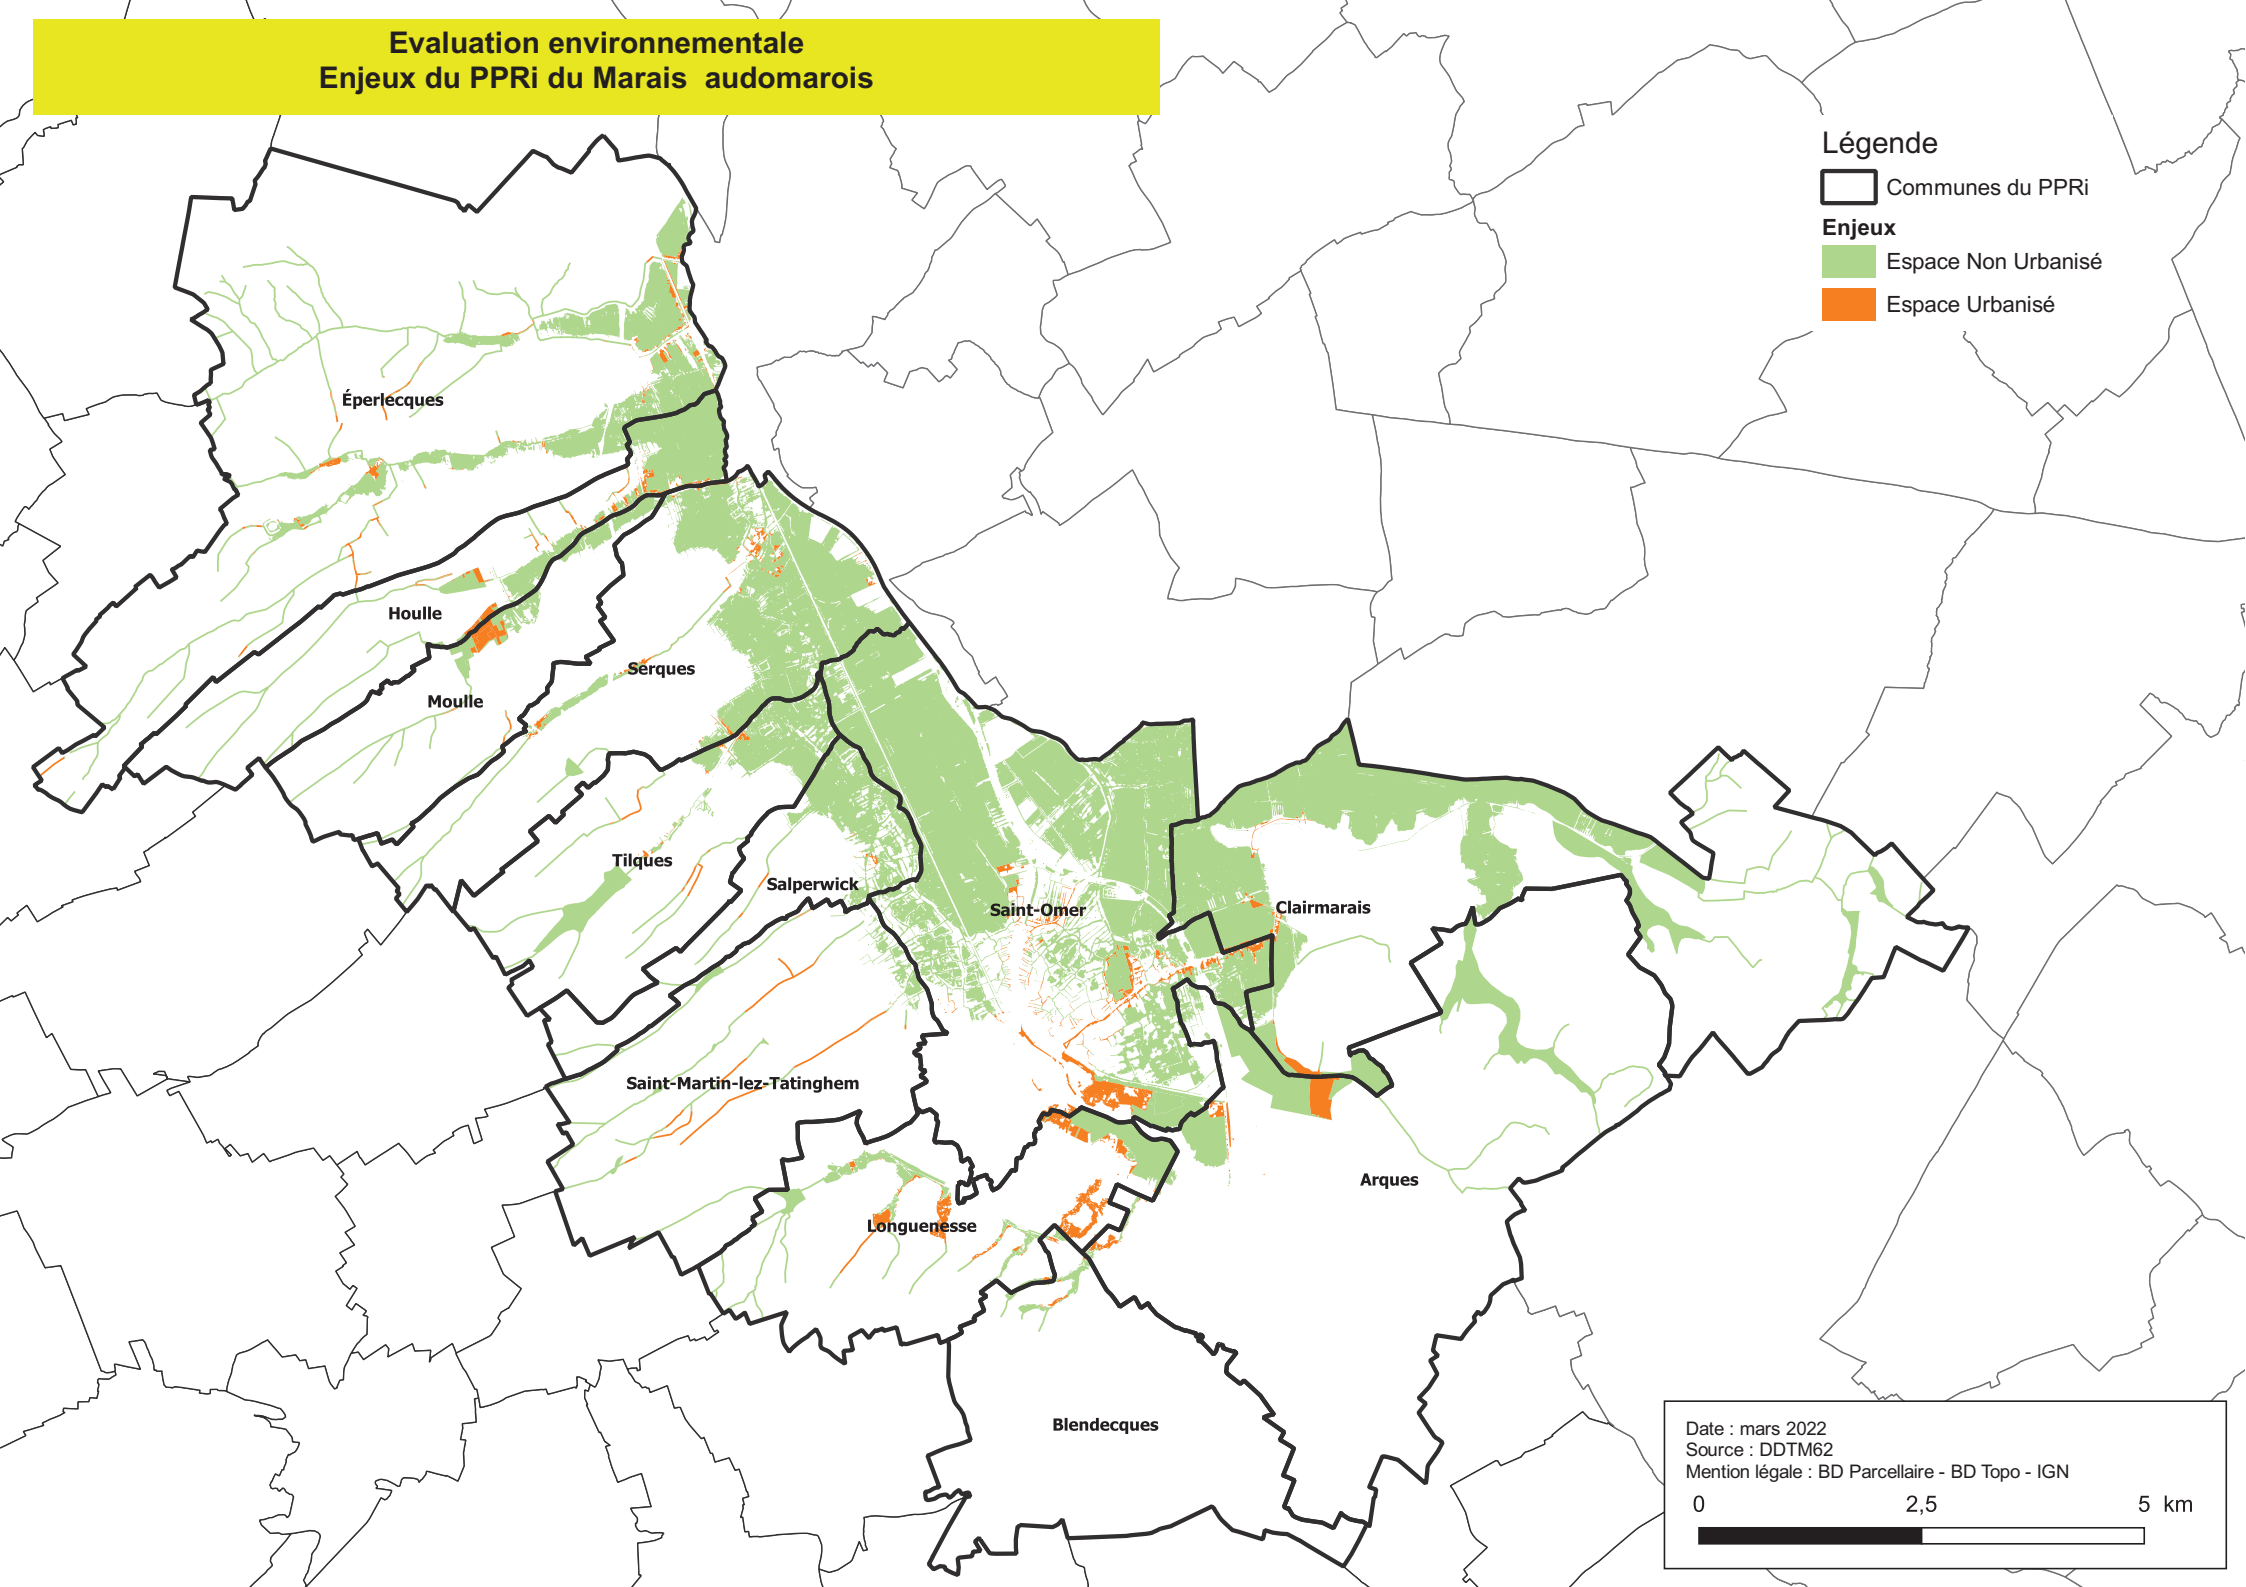 Evaluation environnementale
Enjeux du PPRi du Marais  audomarois
Légende
Communes du PPRi
Enjeux
Espace Non Urbanisé
Espace Urbanisé
Éperlecques
Houlle
Serques
Moulle
Tilques
Salperwick
Saint-Omer
Clairmarais
Saint-Martin-lez-Tatinghem
Arques
Longuenesse
Blendecques
Date : mars 2022
Source : DDTM62
Mention légale : BD Parcellaire - BD Topo - IGN
0 2,5 5 km